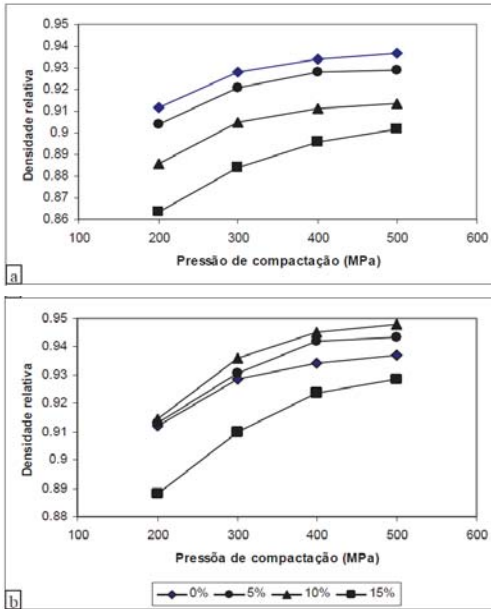 0.95
0.94
0.93
0.92
0.91
0.9
0.89
0.88
0.87
0.86
Densidade relativa
100 200 300 400 500 600
Pressão de compactação (MPa)
a
0.95
0.94
0.93
0.92
0.91
0.9
0.89
0.88
Densidade relativa
100 200 300 400 500 600
Pressõa de compactação (MPa)
0% 5% 10% 15%
b